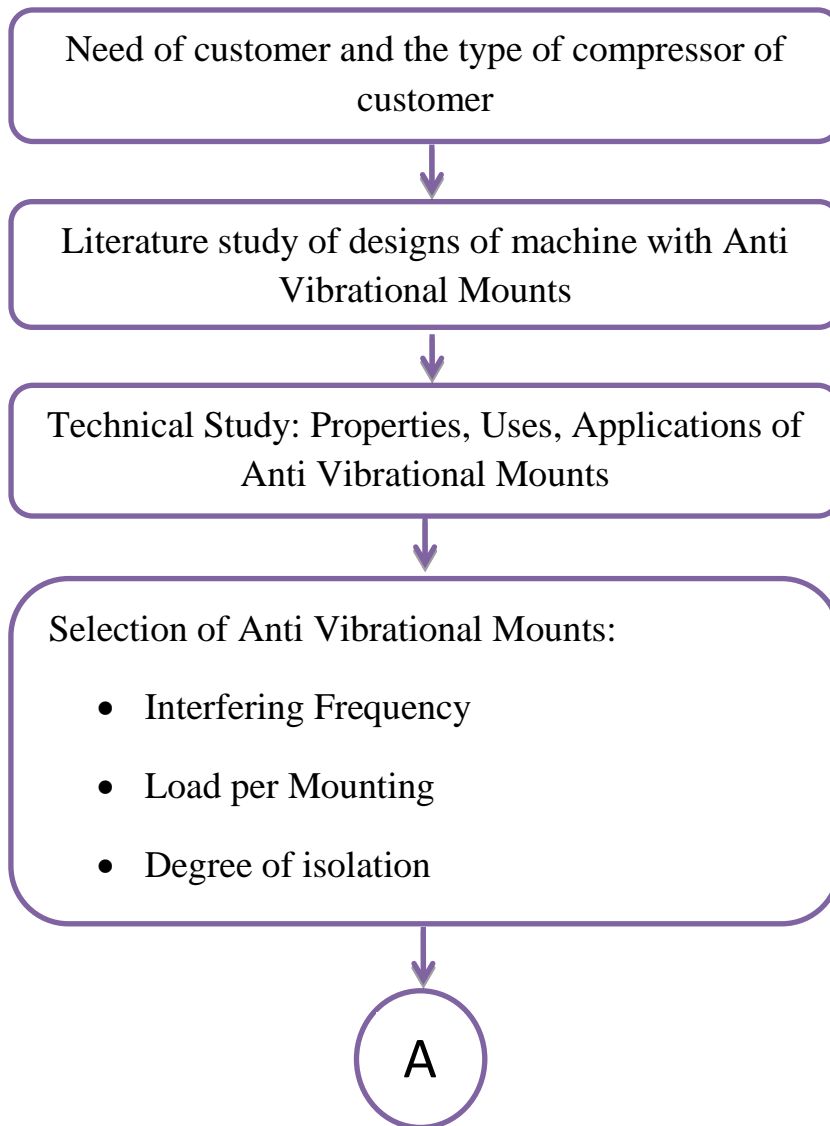 Need of customer and the type of compressor of
customer
Literature study of designs of machine with Anti
Vibrational Mounts
Technical Study: Properties, Uses, Applications of
Anti Vibrational Mounts
Selection of Anti Vibrational Mounts:
• Interfering Frequency
• Load per Mounting
• Degree of isolation
A